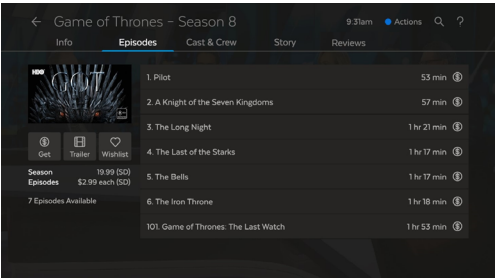 ← Game of Thrones – Season 8
9:31am
Actions
?
Info
Episodes
Cast & Crew
Story
Reviews
HBO
GOT
Get
Trailer
Wishlist
Season 19.99 (SD)
Episodes $2.99 each (SD)
7 Episodes Available
1. Pilot 53 min
2. A Knight of the Seven Kingdoms 57 min
3. The Long Night 1 hr 21 min
4. The Last of the Starks 1 hr 17 min
5. The Bells 1 hr 17 min
6. The Iron Throne 1 hr 18 min
101. Game of Thrones: The Last Watch 1 hr 53 min